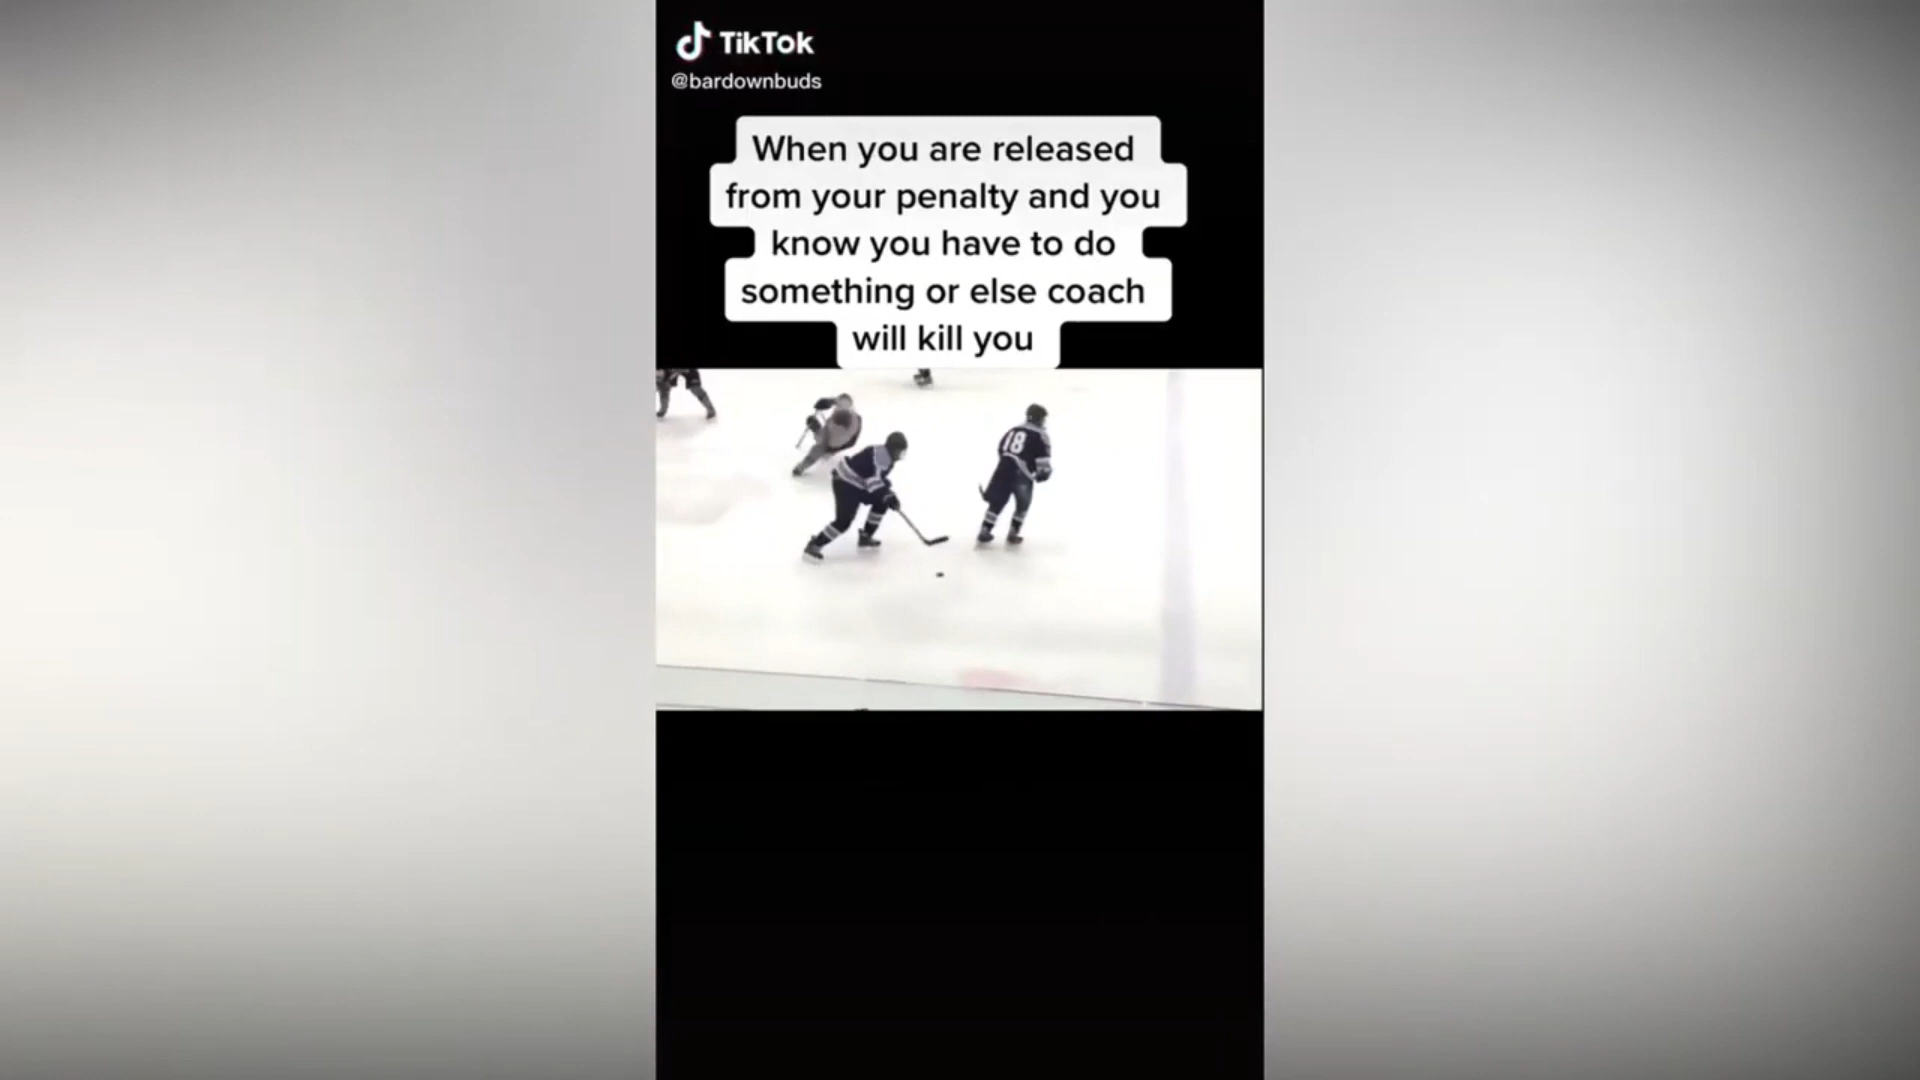 TikTok
@bardownbuds
When you are released
from your penalty and you
know you have to do
something or else coach
will kill you
18